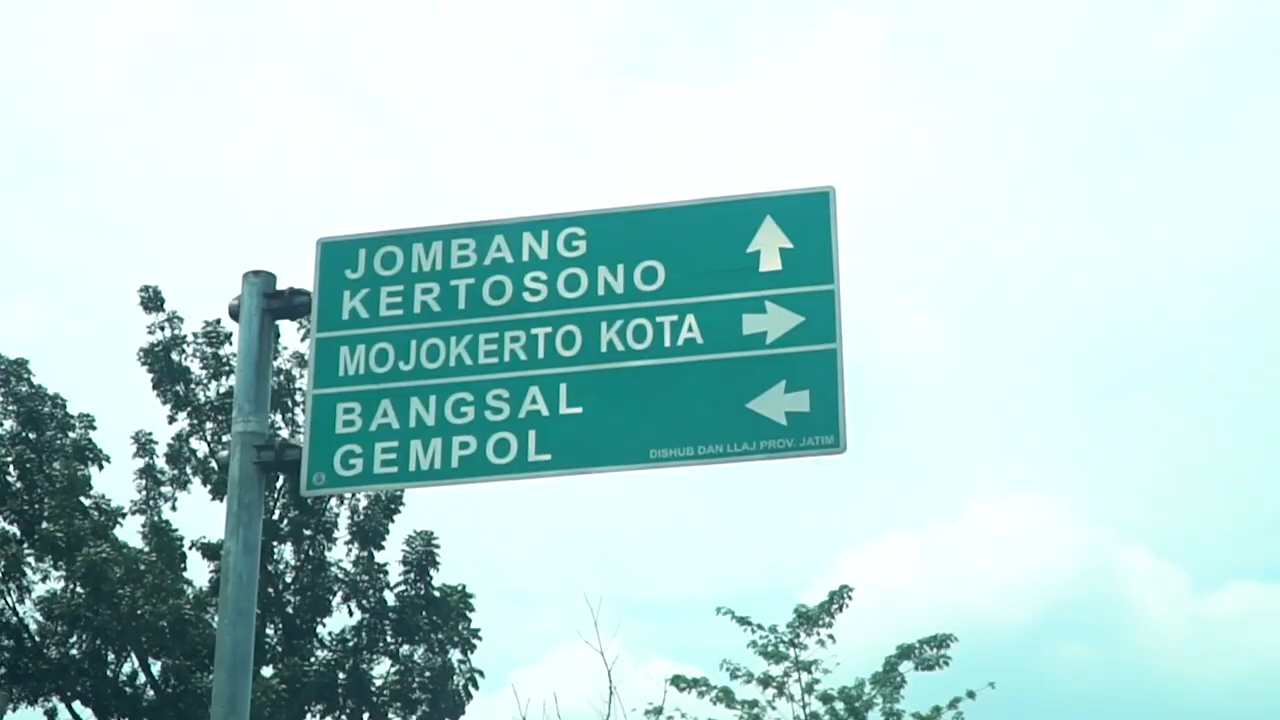 JOMBANG
KERTOSONO
MOJOKERTO KOTA
BANGSAL
GEMPOL
DISHUB DAN LLAJ PROV. JATIM